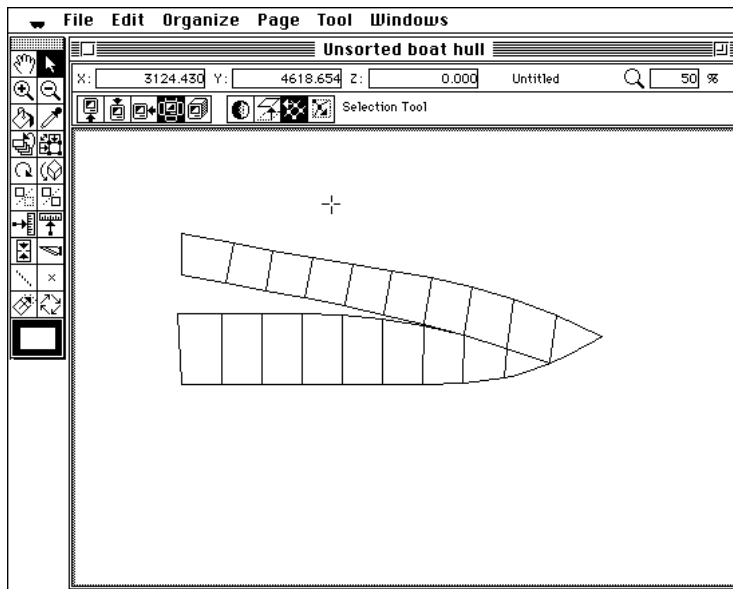 File Edit Organize Page Tool Windows
Unsorted boat hull
X: 3124.430 Y: 4618.654 Z: 0.000 Untitled 50 %
Selection Tool